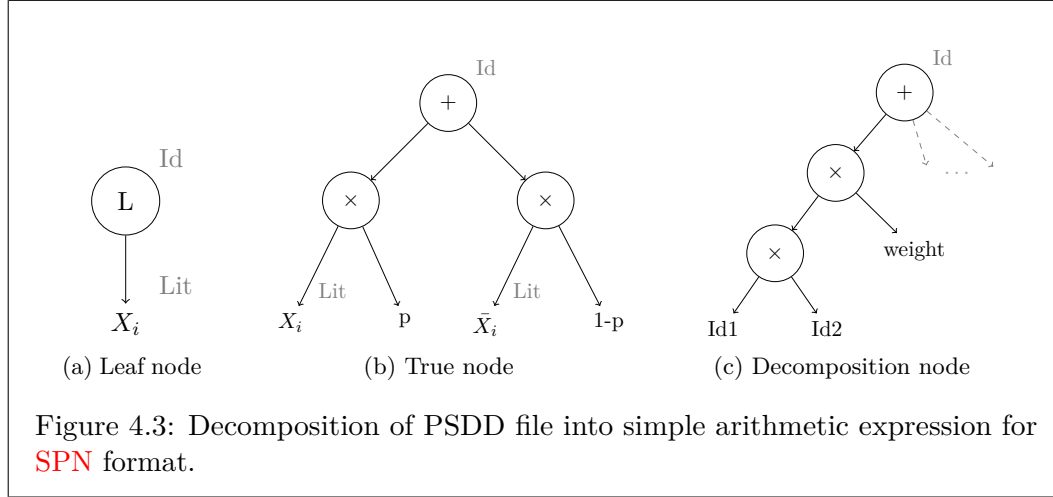 Id
L
Lit
X_i
(a) Leaf node
Id
+
× ×
Lit Lit
X_i p X̄_i 1-p
(b) True node
Id
+
× ...
× weight
Id1 Id2
(c) Decomposition node
Figure 4.3: Decomposition of PSDD file into simple arithmetic expression for
SPN format.